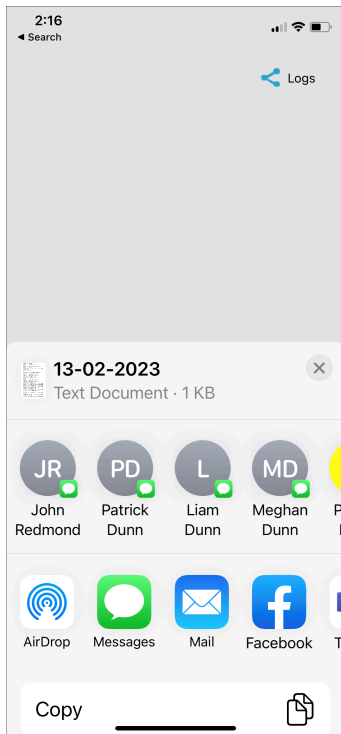 2:16
◀ Search
Logs
13-02-2023
Text Document · 1 KB
JR
PD
L
MD
John
Redmond
Patrick
Dunn
Liam
Dunn
Meghan
Dunn
AirDrop
Messages
Mail
Facebook
Copy